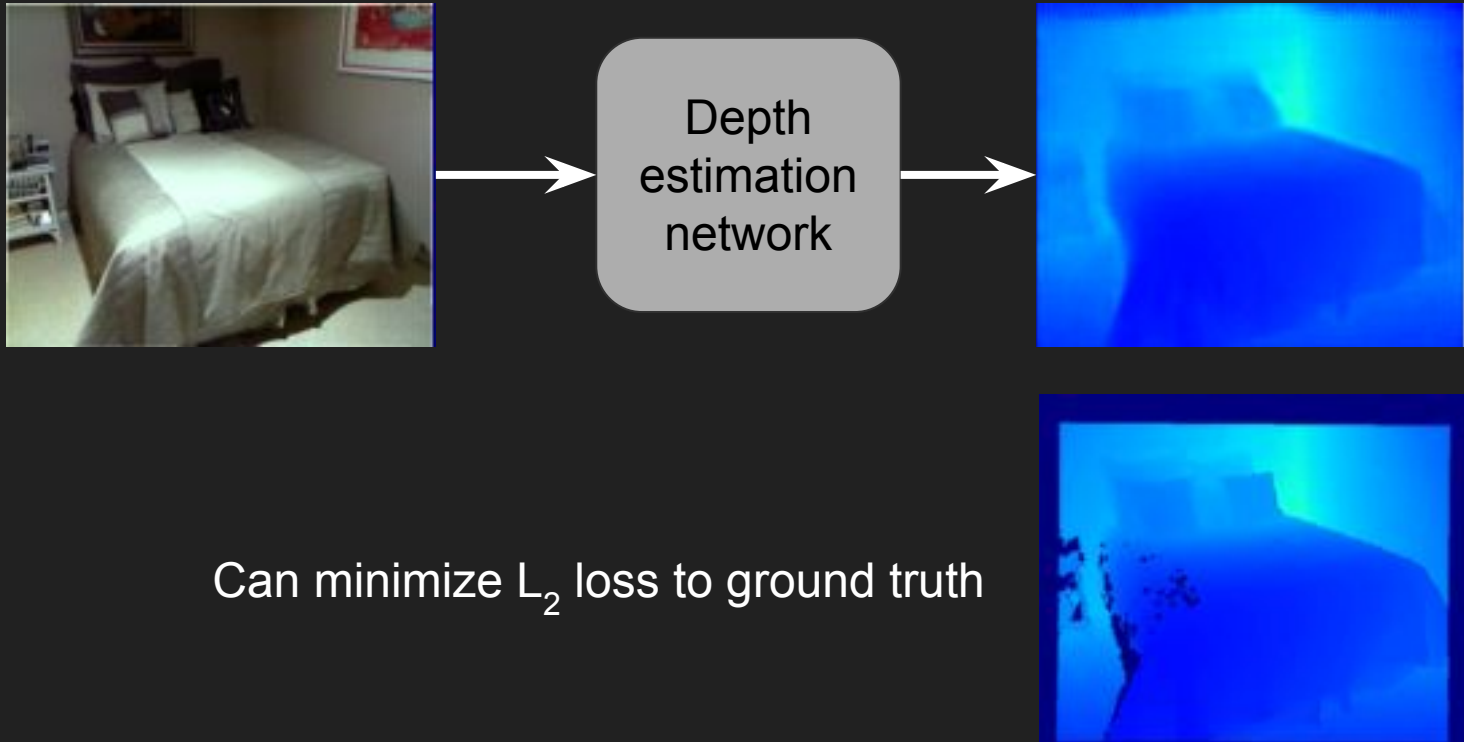 Depth
estimation
network
Can minimize L₂ loss to ground truth